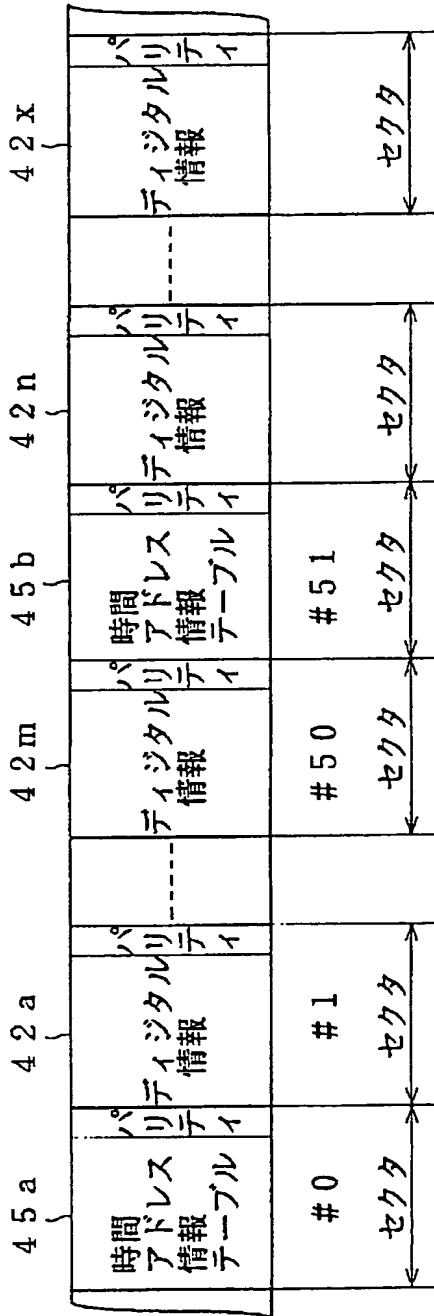 45a 42a 42m 45b 42n 42x
時間
アドレス
情報
テーブル
パリティ
ディジタル
情報
パリティ
ディジタル
情報
パリティ
時間
アドレス
情報
テーブル
パリティ
ディジタル
情報
パリティ
ディジタル
情報
パリティ
#0 #1 #50 #51
セクタ セクタ セクタ セクタ セクタ セクタ